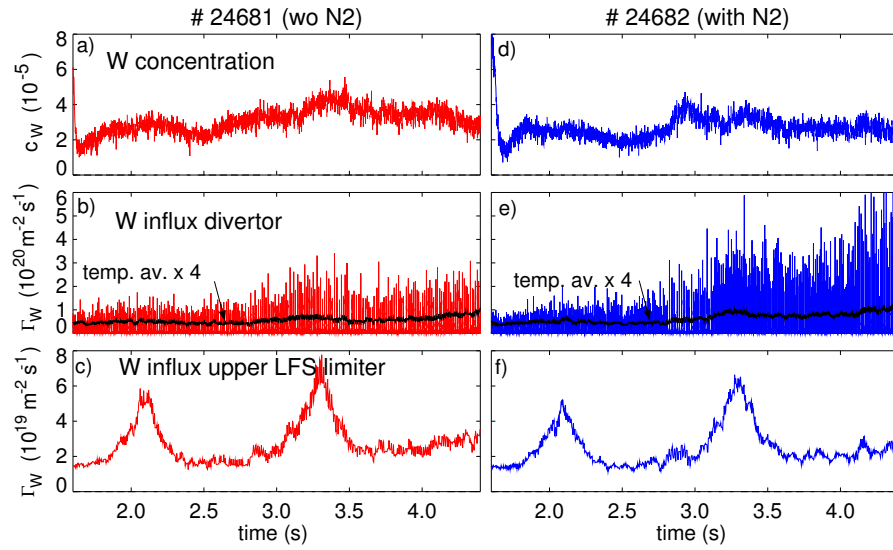 # 24681 (wo N2)
# 24682 (with N2)
a)
W concentration
d)
c_W (10^-5)
8
6
4
2
0
b)
W influx divertor
e)
temp. av. x 4
temp. av. x 4
Γ_W (10^20 m^-2 s^-1)
6
5
4
3
2
1
0
c)
W influx upper LFS limiter
f)
Γ_W (10^19 m^-2 s^-1)
8
6
4
2
0
2.0 2.5 3.0 3.5 4.0
2.0 2.5 3.0 3.5 4.0
time (s)
time (s)